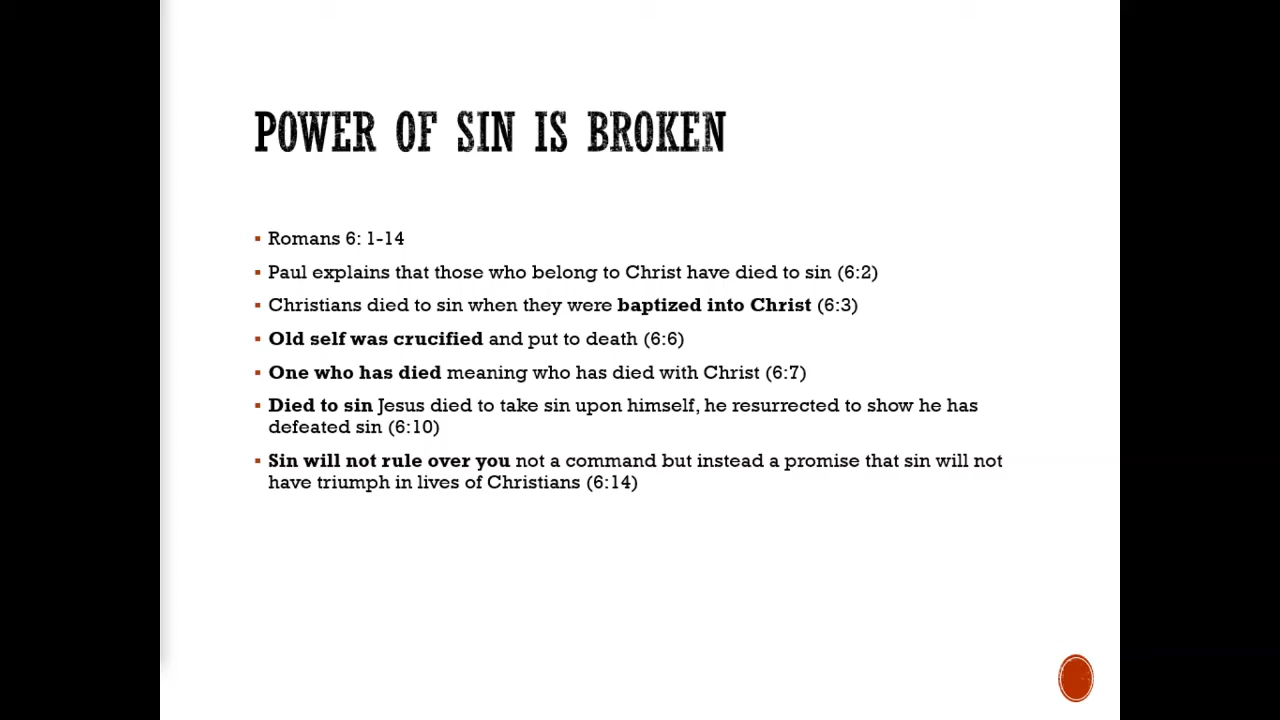 POWER OF SIN IS BROKEN
▪ Romans 6: 1-14
▪ Paul explains that those who belong to Christ have died to sin (6:2)
▪ Christians died to sin when they were baptized into Christ (6:3)
▪ Old self was crucified and put to death (6:6)
▪ One who has died meaning who has died with Christ (6:7)
▪ Died to sin Jesus died to take sin upon himself, he resurrected to show he has
defeated sin (6:10)
▪ Sin will not rule over you not a command but instead a promise that sin will not
have triumph in lives of Christians (6:14)